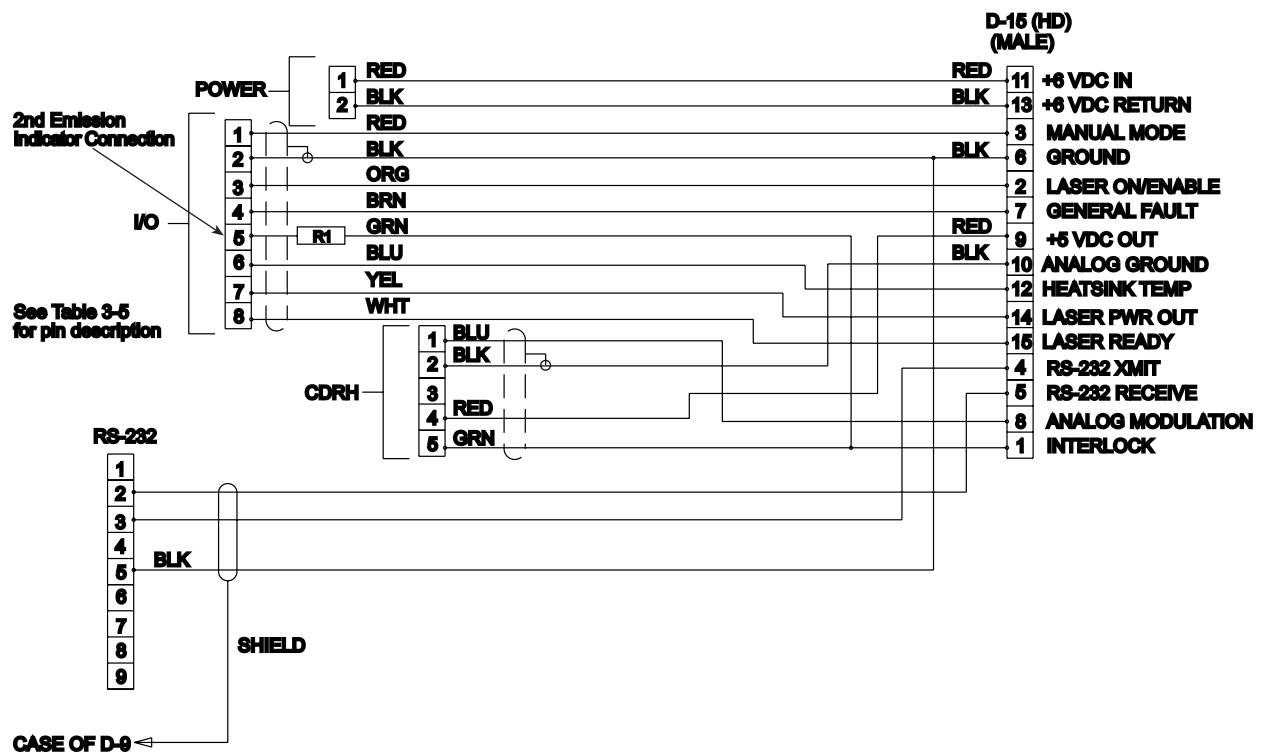 D-15 (HD)
(MALE)
POWER
1 RED RED 11 +6 VDC IN
2 BLK BLK 13 +6 VDC RETURN
2nd Emission
Indicator Connection
I/O
1 RED 3 MANUAL MODE
2 BLK BLK 6 GROUND
3 ORG 2 LASER ON/ENABLE
4 BRN 7 GENERAL FAULT
5 R1 GRN RED 9 +5 VDC OUT
6 BLU BLK 10 ANALOG GROUND
7 YEL 12 HEATSINK TEMP
8 WHT 14 LASER PWR OUT
See Table 3-5
for pin description
15 LASER READY
4 RS-232 XMIT
5 RS-232 RECEIVE
8 ANALOG MODULATION
1 INTERLOCK
CDRH
1 BLU
2 BLK
3
4 RED
5 GRN
RS-232
1
2
3
4
5 BLK
6
7
8
9
SHIELD
CASE OF D-9